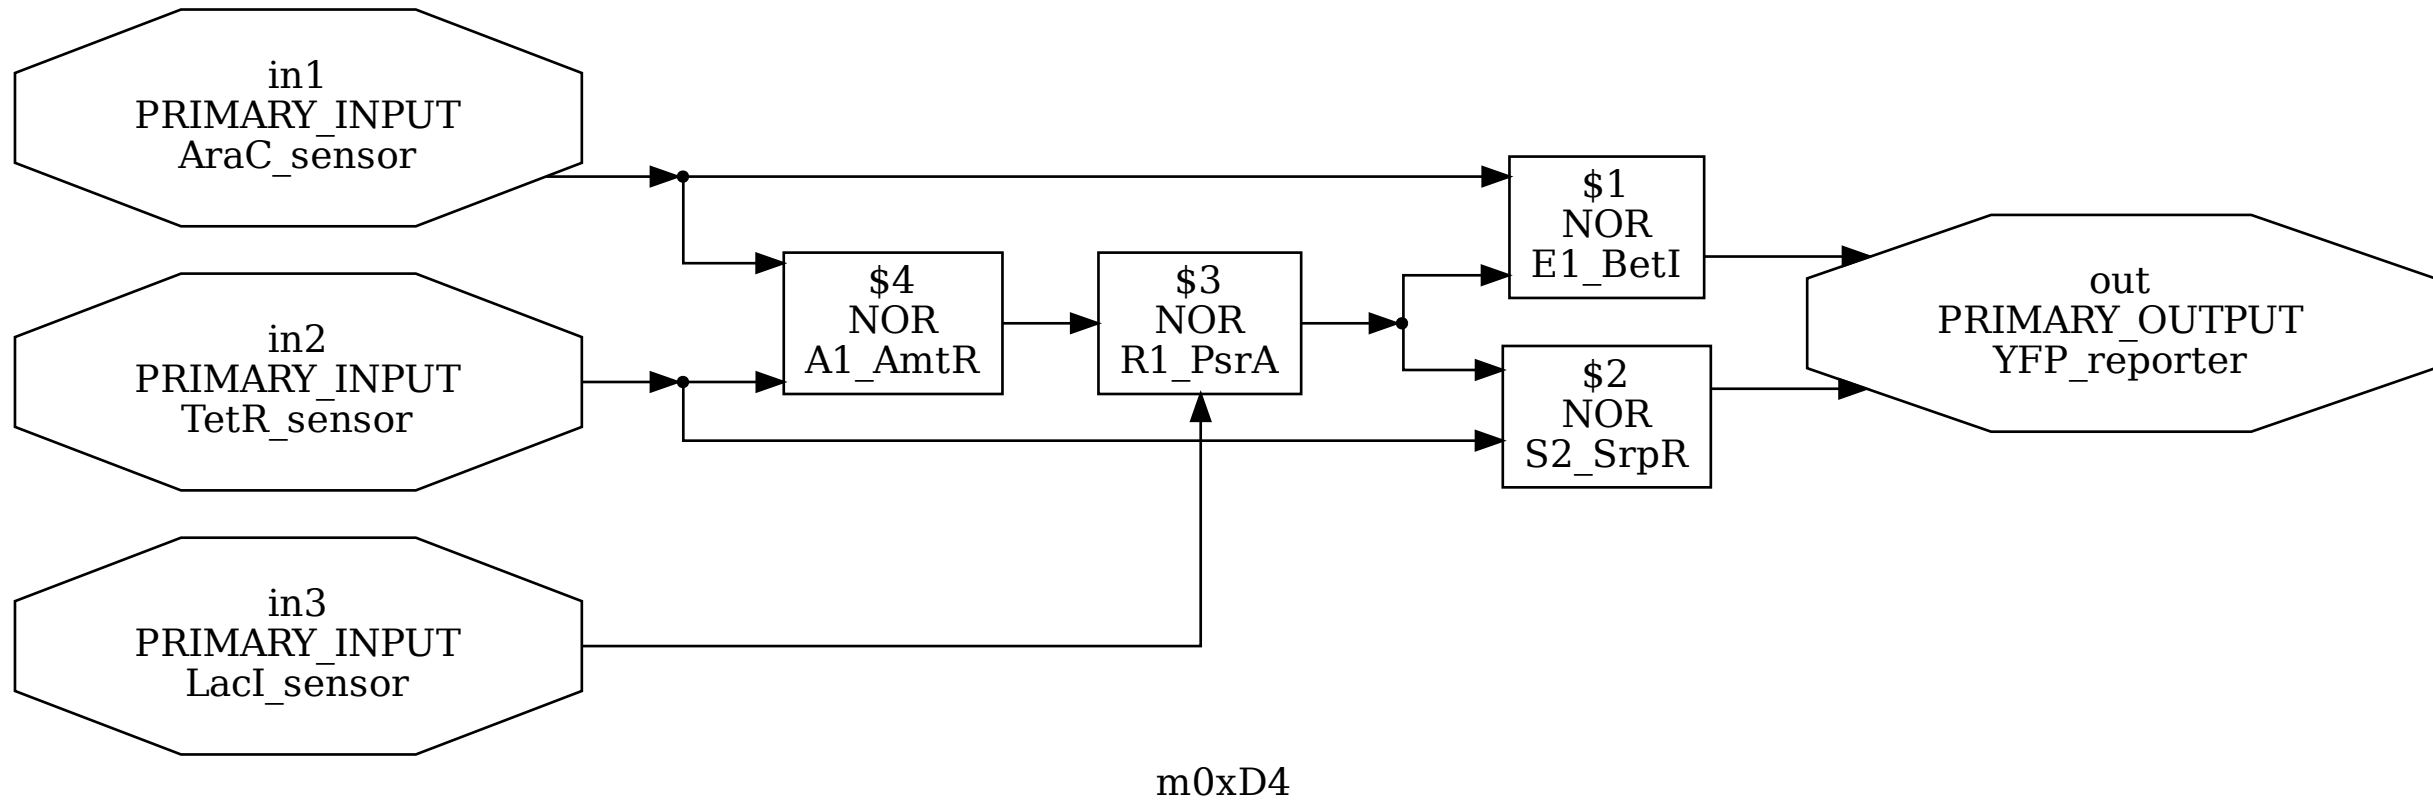 in1
PRIMARY_INPUT
AraC_sensor
in2
PRIMARY_INPUT
TetR_sensor
in3
PRIMARY_INPUT
LacI_sensor
$4
NOR
A1_AmtR
$3
NOR
R1_PsrA
$1
NOR
E1_BetI
$2
NOR
S2_SrpR
out
PRIMARY_OUTPUT
YFP_reporter
m0xD4